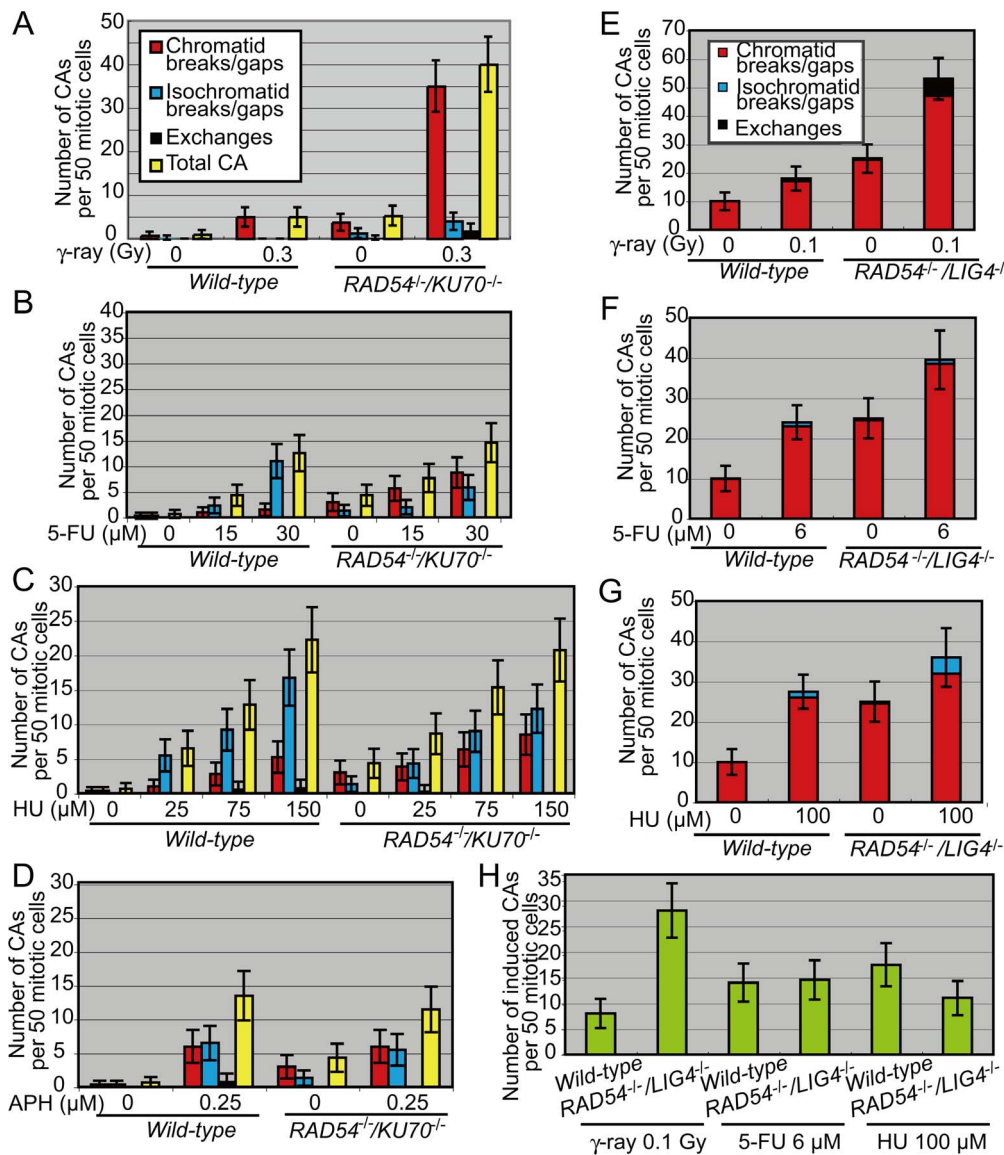 A
Number of CAs
per 50 mitotic cells
50
40
30
20
10
0
Chromatid
breaks/gaps
Isochromatid
breaks/gaps
Exchanges
Total CA
γ-ray (Gy)
0
0.3
0
0.3
Wild-type
RAD54-/-/KU70-/-
B
Number of CAs
per 50 mitotic cells
40
35
30
25
20
15
10
5
0
5-FU (µM)
0
15
30
0
15
30
Wild-type
RAD54-/-/KU70-/-
C
Number of CAs
per 50 mitotic cells
30
25
20
15
10
5
0
HU (µM)
0
25
75
150
0
25
75
150
Wild-type
RAD54-/-/KU70-/-
D
Number of CAs
per 50 mitotic cells
30
25
20
15
10
5
0
APH (µM)
0
0.25
0
0.25
Wild-type
RAD54-/-/KU70-/-
E
Number of CAs
per 50 mitotic cells
70
60
50
40
30
20
10
0
Chromatid
breaks/gaps
Isochromatid
breaks/gaps
Exchanges
γ-ray (Gy)
0
0.1
0
0.1
Wild-type
RAD54-/-/LIG4-/
F
Number of CAs
per 50 mitotic cells
50
40
30
20
10
0
5-FU (µM)
0
6
0
6
Wild-type
RAD54-/-/LIG4-/-
G
Number of CAs
per 50 mitotic cells
50
40
30
20
10
0
HU (µM)
0
100
0
100
Wild-type
RAD54-/-/LIG4-/-
H
Number of induced CAs
per 50 mitotic cells
35
30
25
20
15
10
5
0
Wild-type
RAD54-/-/LIG4-/-
Wild-type
RAD54-/-/LIG4-/-
Wild-type
RAD54-/-/LIG4-/-
γ-ray 0.1 Gy
5-FU 6 µM
HU 100 µM